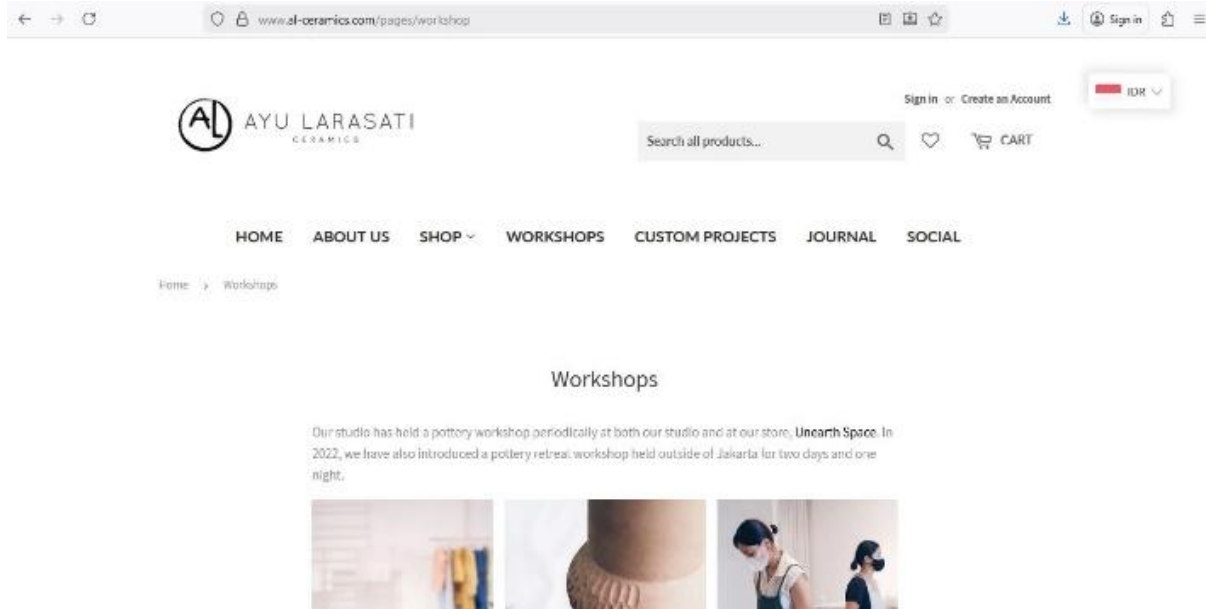 www.al-ceramics.com/pages/workshop
Sign in
Sign in or Create an Account
IDR
AL
AYU LARASATI
CERAMICS
Search all products...
CART
HOME ABOUT US SHOP WORKSHOPS CUSTOM PROJECTS JOURNAL SOCIAL
Home > Workshops
Workshops
Our studio has held a pottery workshop periodically at both our studio and at our store, Unearth Space. In
2022, we have also introduced a pottery retreat workshop held outside of Jakarta for two days and one
night.